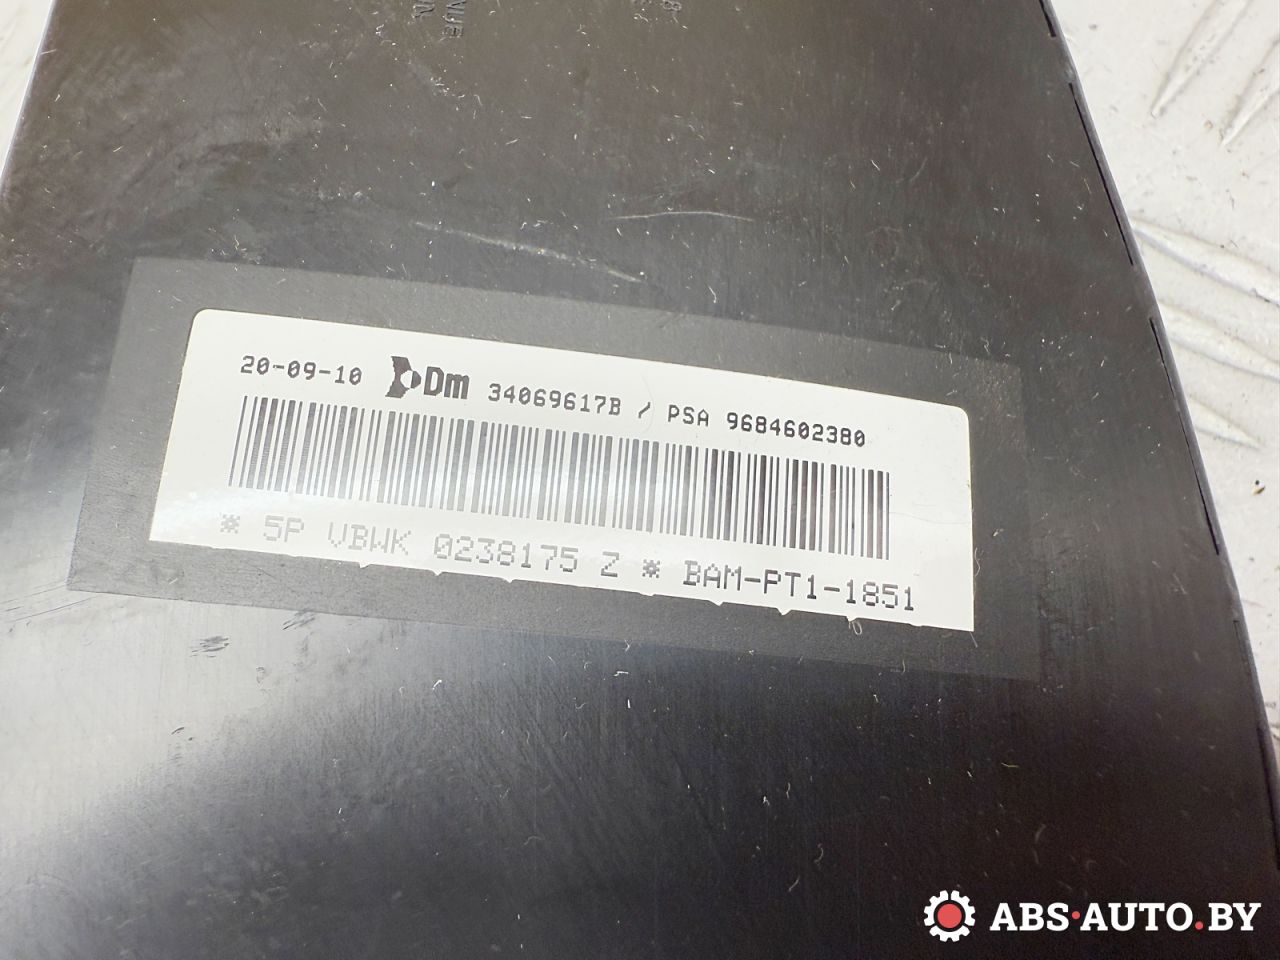 20-09-10 Dm 34069617B / PSA 9684602380
* 5P VBWK 0238175 Z * BAM-PT1-1851
ABS·AUTO.BY